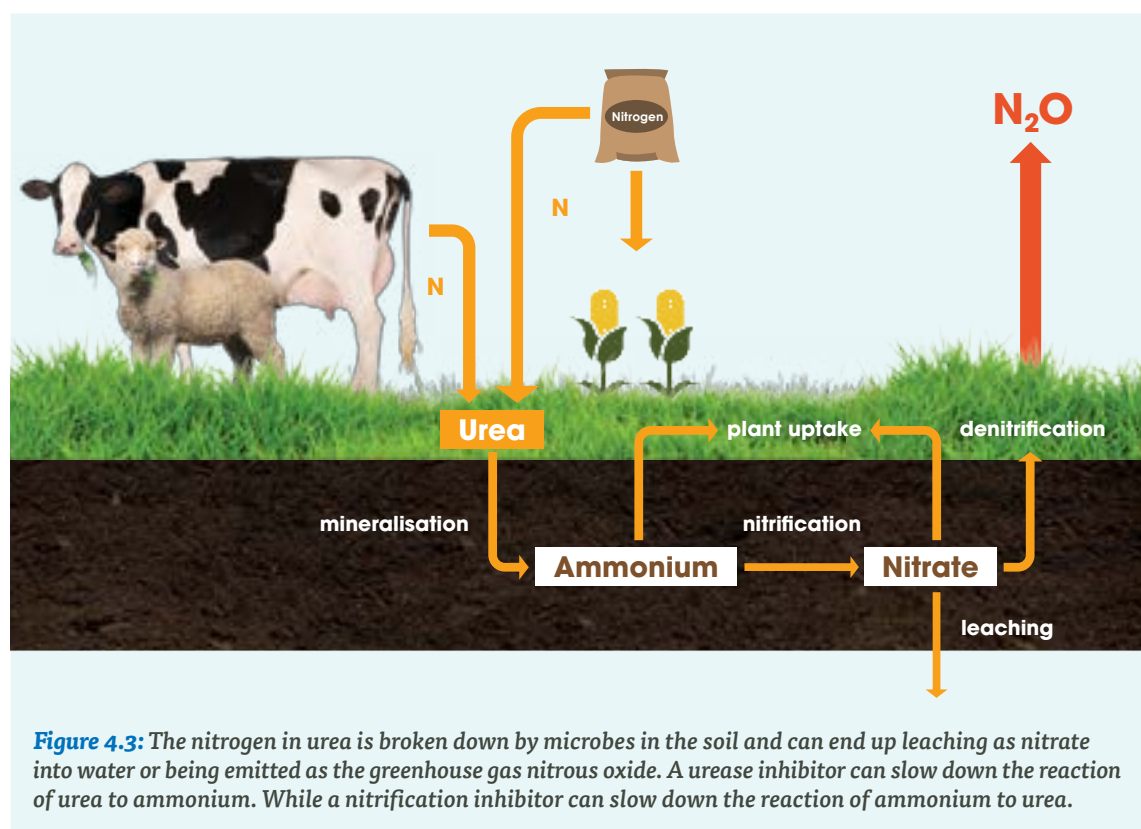 Nitrogen
N₂O
N
N
Urea
plant uptake
denitrification
mineralisation
nitrification
Ammonium
Nitrate
leaching
Figure 4.3: The nitrogen in urea is broken down by microbes in the soil and can end up leaching as nitrate
into water or being emitted as the greenhouse gas nitrous oxide. A urease inhibitor can slow down the reaction
of urea to ammonium. While a nitrification inhibitor can slow down the reaction of ammonium to urea.